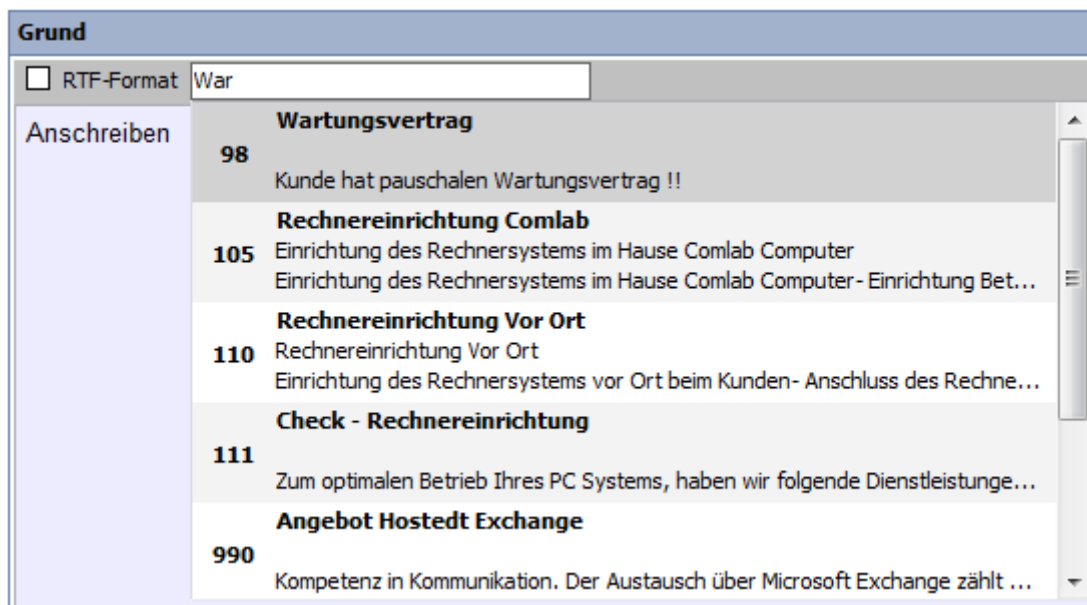 Grund
RTF-Format War
Anschreiben
Wartungsvertrag
98
Kunde hat pauschalen Wartungsvertrag !!
Rechnereinrichtung Comlab
105 Einrichtung des Rechnersystems im Hause Comlab Computer
Einrichtung des Rechnersystems im Hause Comlab Computer- Einrichtung Bet...
Rechnereinrichtung Vor Ort
110 Rechnereinrichtung Vor Ort
Einrichtung des Rechnersystems vor Ort beim Kunden- Anschluss des Rechne...
Check - Rechnereinrichtung
111
Zum optimalen Betrieb Ihres PC Systems, haben wir folgende Dienstleistunge...
Angebot Hostedt Exchange
990
Kompetenz in Kommunikation. Der Austausch über Microsoft Exchange zählt ...